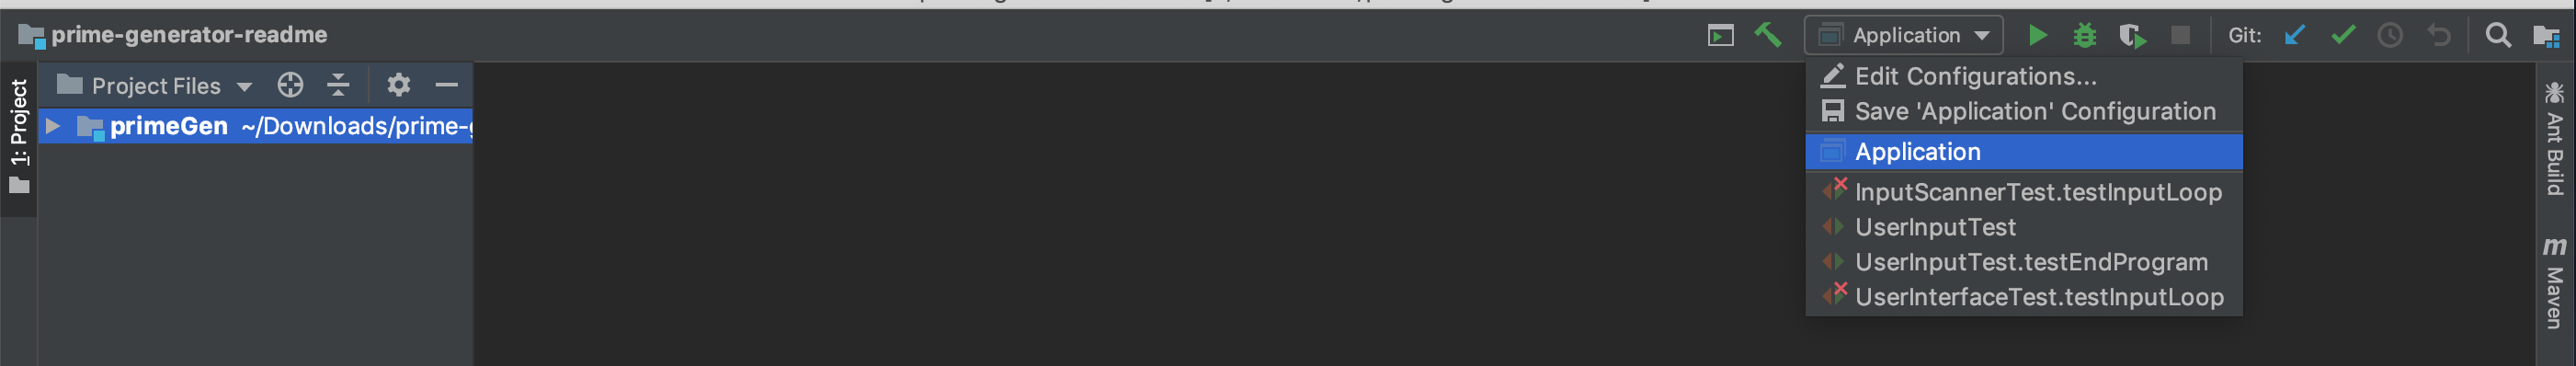 prime-generator-readme
Application
Git:
1: Project
Project Files
primeGen ~/Downloads/prime-
Edit Configurations...
Save 'Application' Configuration
Application
InputScannerTest.testInputLoop
UserInputTest
UserInputTest.testEndProgram
UserInterfaceTest.testInputLoop
Ant Build
m Maven